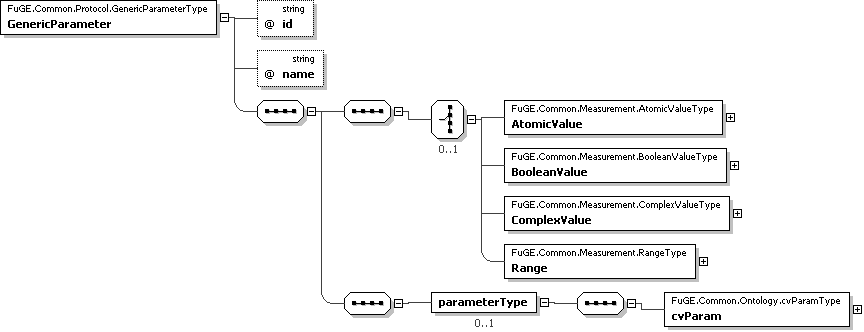 FuGE.Common.Protocol.GenericParameterType
GenericParameter
string
@ id
string
@ name
0..1
FuGE.Common.Measurement.AtomicValueType
AtomicValue
FuGE.Common.Measurement.BooleanValueType
BooleanValue
FuGE.Common.Measurement.ComplexValueType
ComplexValue
FuGE.Common.Measurement.RangeType
Range
parameterType
0..1
FuGE.Common.Ontology.cvParamType
cvParam